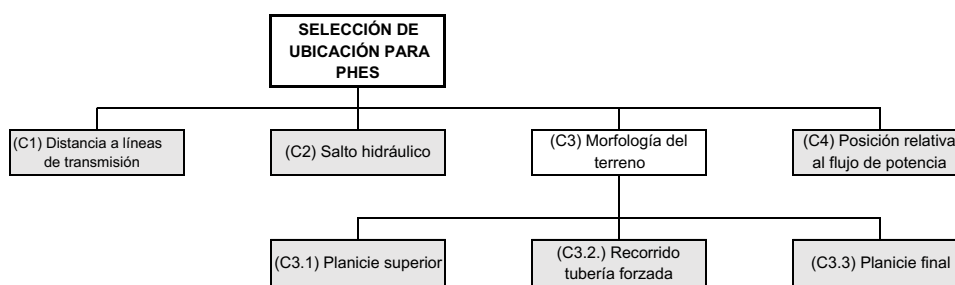 SELECCIÓN DE
UBICACIÓN PARA
PHES
(C1) Distancia a líneas
de transmisión
(C2) Salto hidráulico
(C3) Morfología del
terreno
(C4) Posición relativa
al flujo de potencia
(C3.1) Planicie superior
(C3.2.) Recorrido
tubería forzada
(C3.3) Planicie final